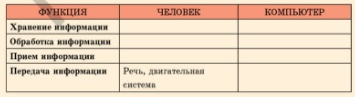 ФУНКЦИЯ ЧЕЛОВЕК КОМПЬЮТЕР
Хранение информации
Обработка информации
Прием информации
Передача информации Речь, двигательная
система